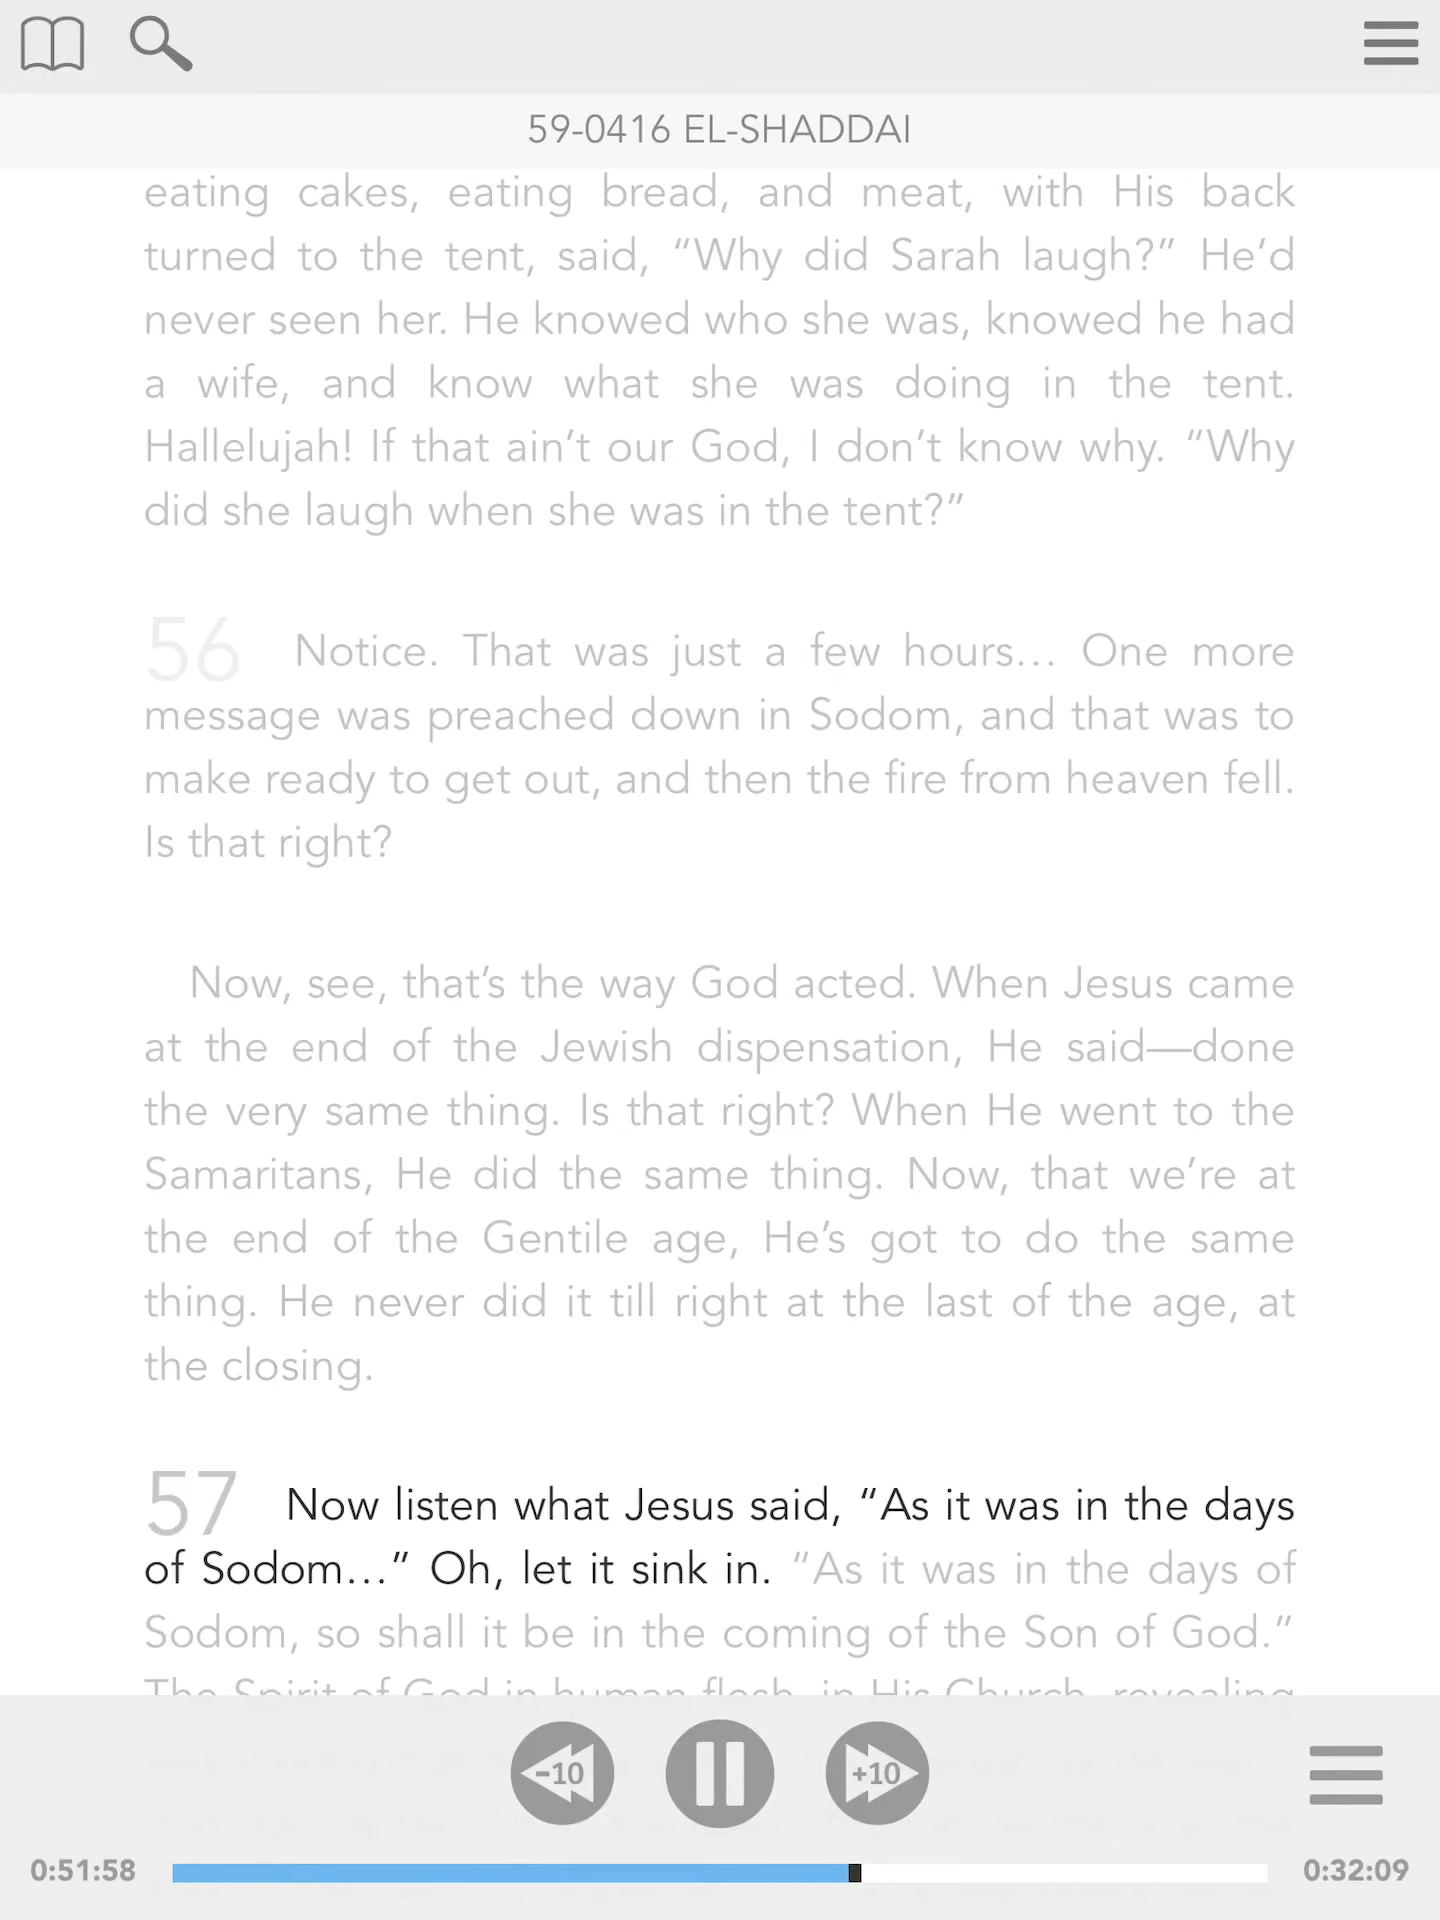 59-0416 EL-SHADDAI
eating cakes, eating bread, and meat, with His back
turned to the tent, said, “Why did Sarah laugh?” He’d
never seen her. He knowed who she was, knowed he had
a wife, and know what she was doing in the tent.
Hallelujah! If that ain’t our God, I don’t know why. “Why
did she laugh when she was in the tent?”
56 Notice. That was just a few hours... One more
message was preached down in Sodom, and that was to
make ready to get out, and then the fire from heaven fell.
Is that right?
Now, see, that’s the way God acted. When Jesus came
at the end of the Jewish dispensation, He said—done
the very same thing. Is that right? When He went to the
Samaritans, He did the same thing. Now, that we’re at
the end of the Gentile age, He’s got to do the same
thing. He never did it till right at the last of the age, at
the closing.
57 Now listen what Jesus said, “As it was in the days
of Sodom...” Oh, let it sink in. “As it was in the days of
Sodom, so shall it be in the coming of the Son of God.”
The Spirit of God in human flesh, in His Church, revealing
-10 +10
0:51:58 0:32:09